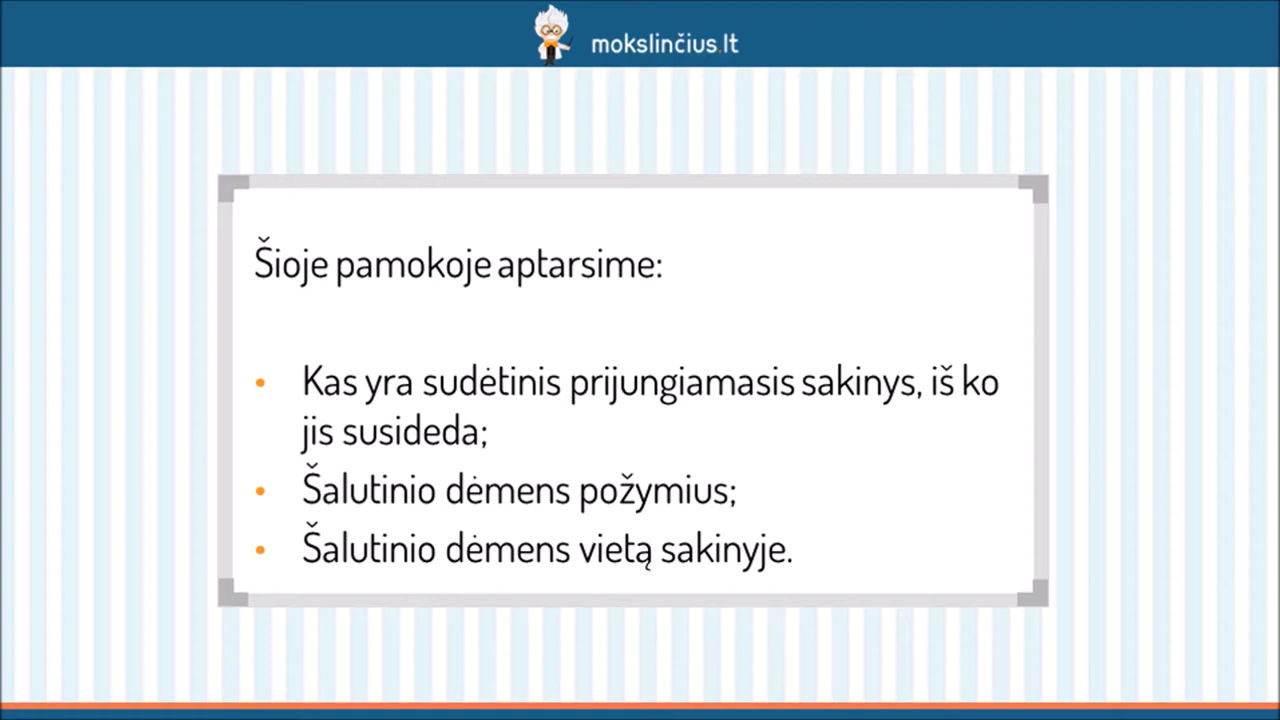 mokslinčius.lt
Šioje pamokoje aptarsime:
• Kas yra sudėtinis prijungiamasis sakinys, iš ko
jis susideda;
• Šalutinio dėmens požymius;
• Šalutinio dėmens vietą sakinyje.